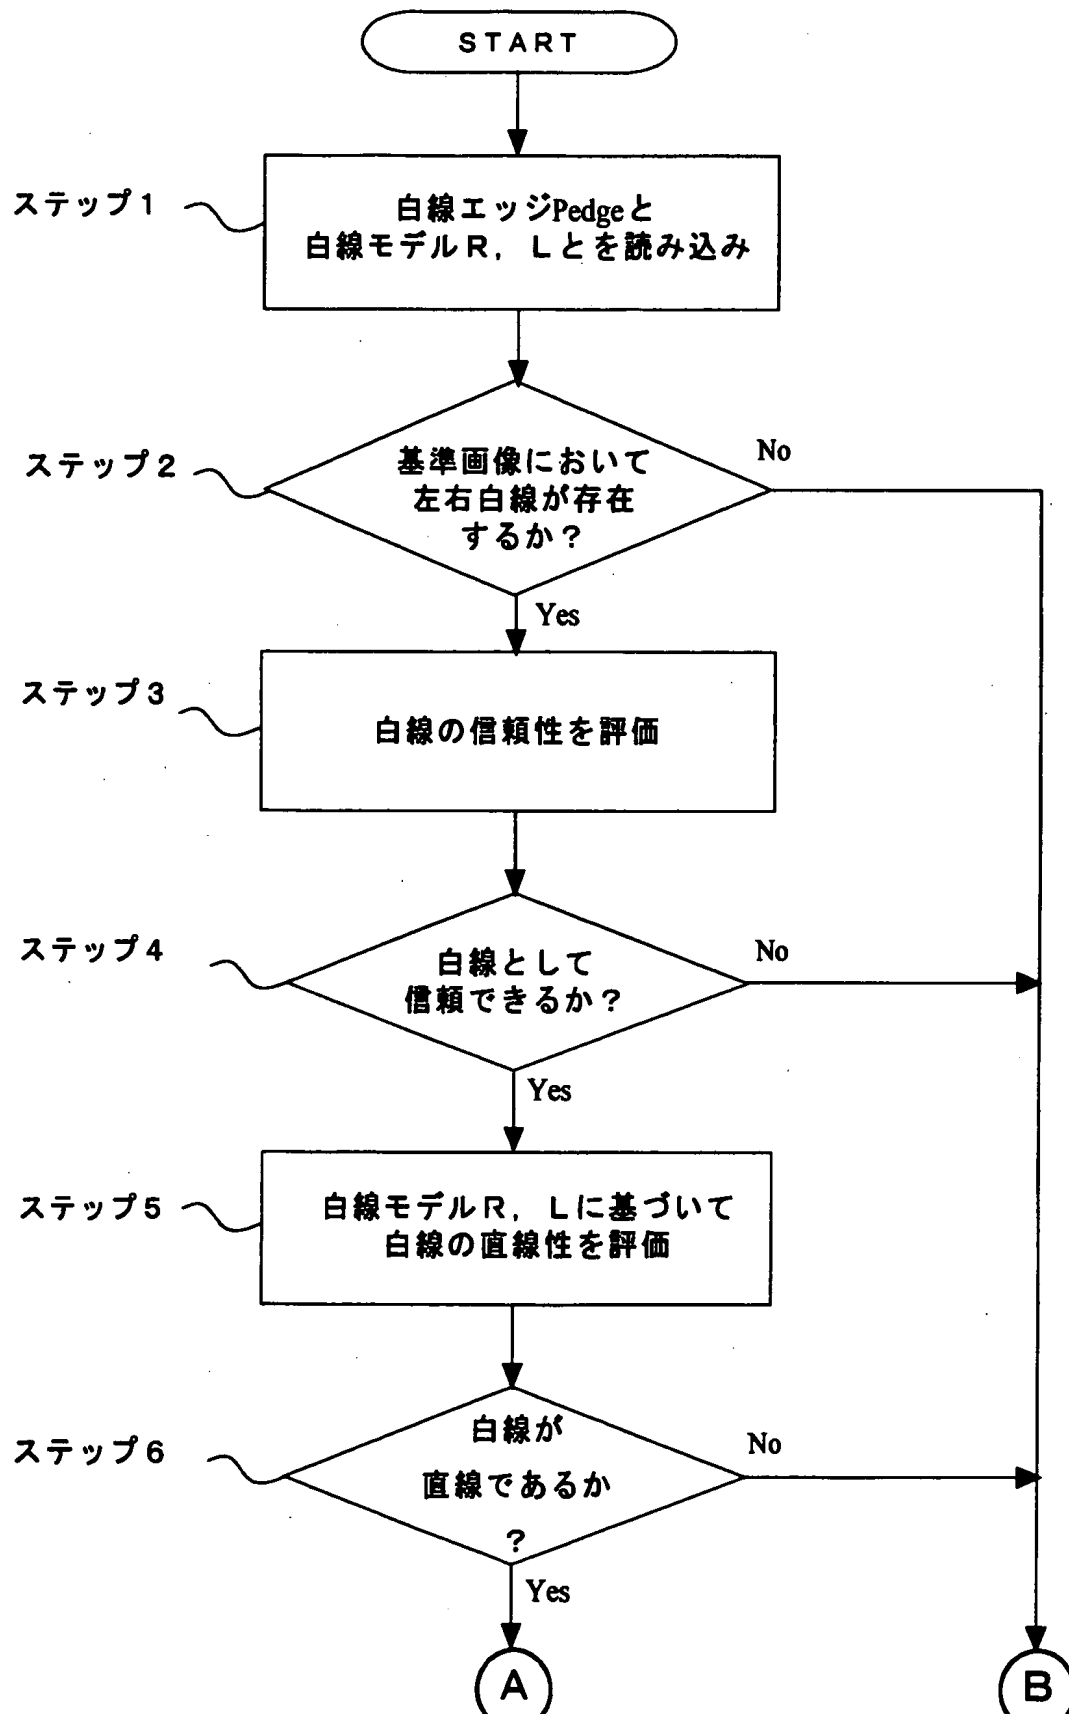 START
ステップ1
白線エッジPedgeと
白線モデルR，Lとを読み込み
ステップ2
基準画像において
左右白線が存在
するか？
No
Yes
ステップ3
白線の信頼性を評価
ステップ4
白線として
信頼できるか？
No
Yes
ステップ5
白線モデルR，Lに基づいて
白線の直線性を評価
ステップ6
白線が
直線であるか
？
No
Yes
A
B